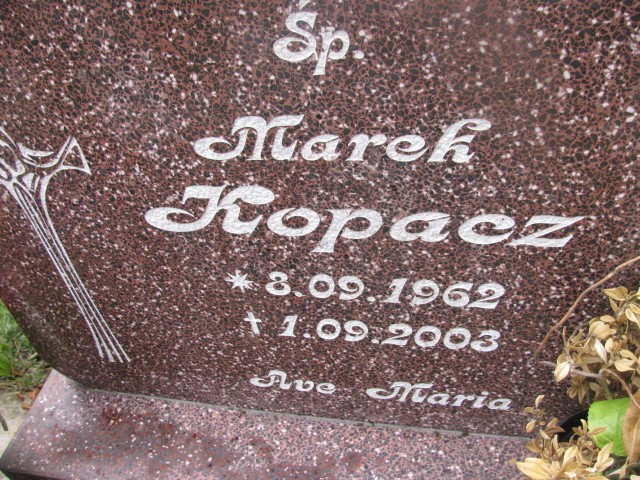 Śp.
Marek
Kopacz
* 8.09.1962
† 1.09.2003
Ave Maria